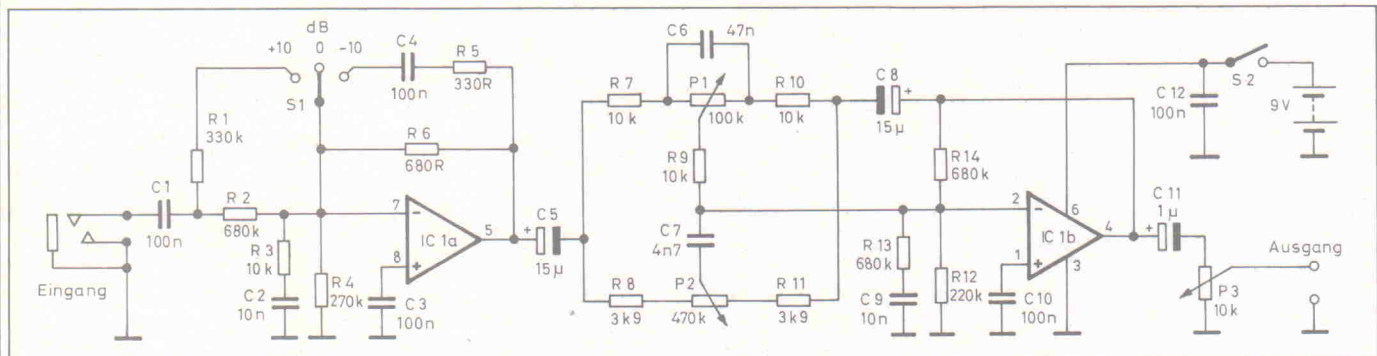 dB
+10 0 -10
S1
C4
100n
R5
330R
R1
330k
R6
680R
C1
100n
R2
680k
R3
10k
C2
10n
R4
270k
7
8
5
−
+
IC 1a
C3
100n
Eingang
+
C5
15µ
C6
47n
R7
10k
P1
100k
R10
10k
R9
10k
C7
4n7
R8
3k9
P2
470k
R11
3k9
C8
+
15µ
R14
680k
R13
680k
C9
10n
R12
220k
2
1
6
4
3
−
+
IC 1b
C10
100n
C12
100n
S2
9V
C11
1µ
+
P3
10k
Ausgang